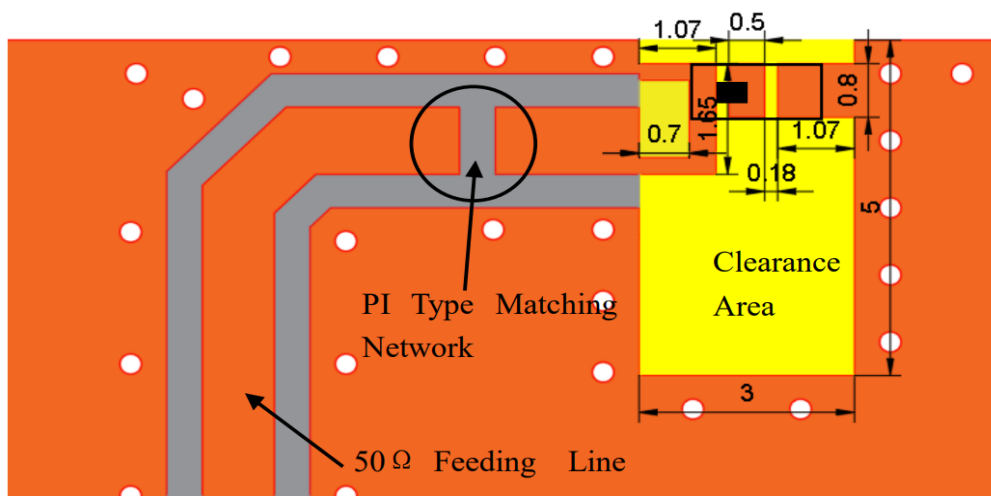 1.07
0.5
0.8
1.65
0.7
1.07
0.18
5
Clearance
Area
PI Type Matching
Network
3
50Ω Feeding Line